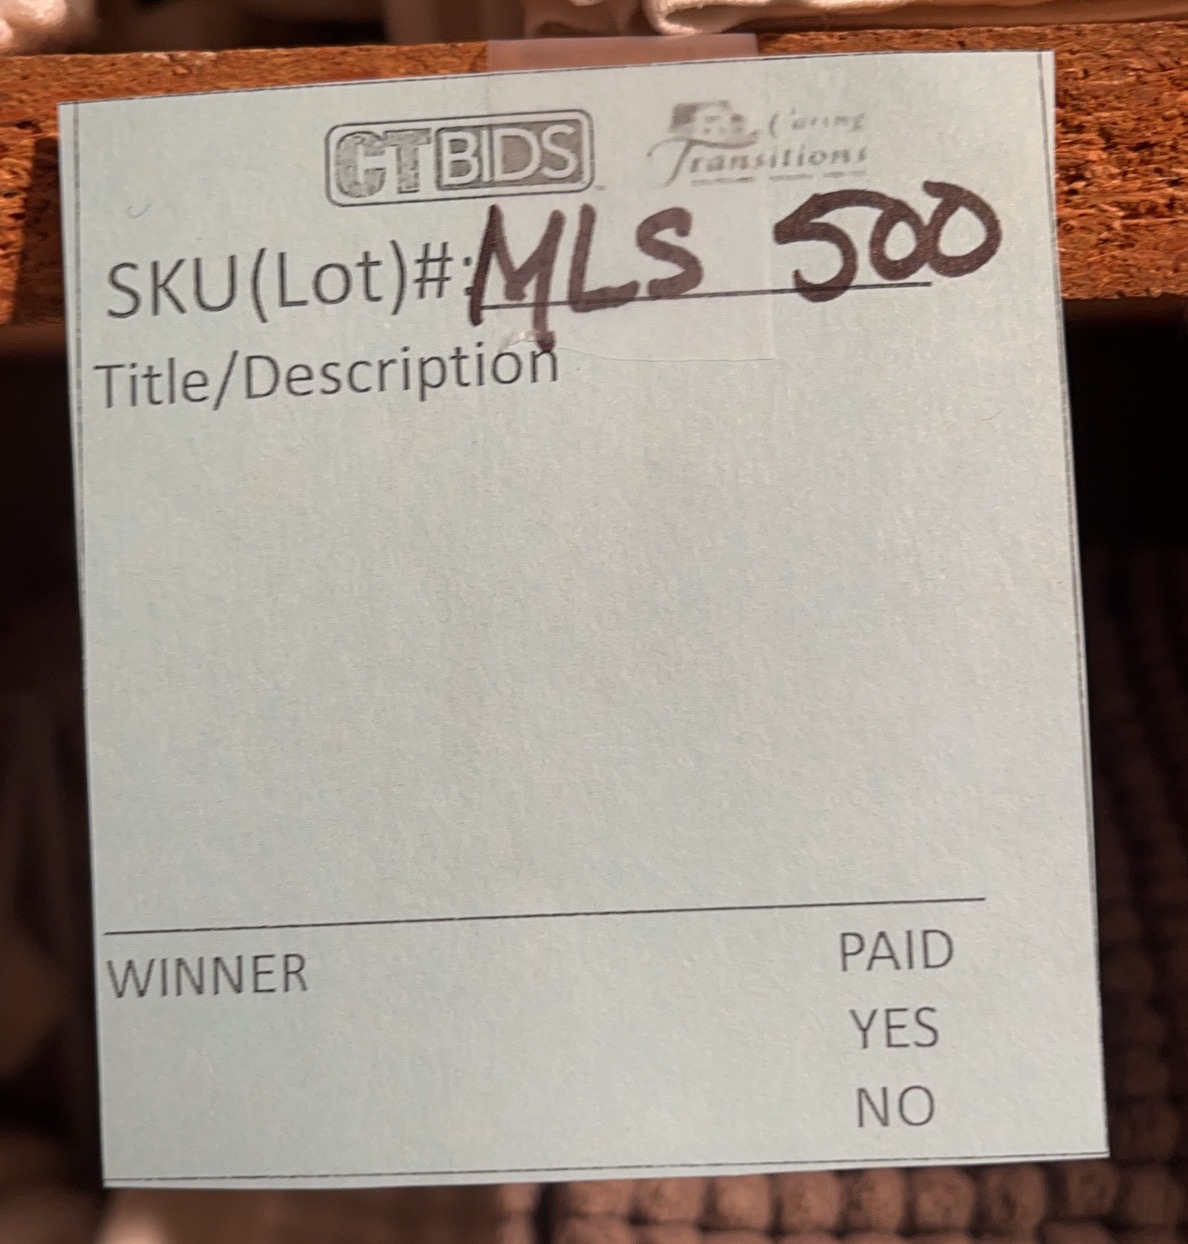 CTBIDS
Caring
Transitions
SKU(Lot)#: MLS 500
Title/Description
WINNER
PAID
YES
NO